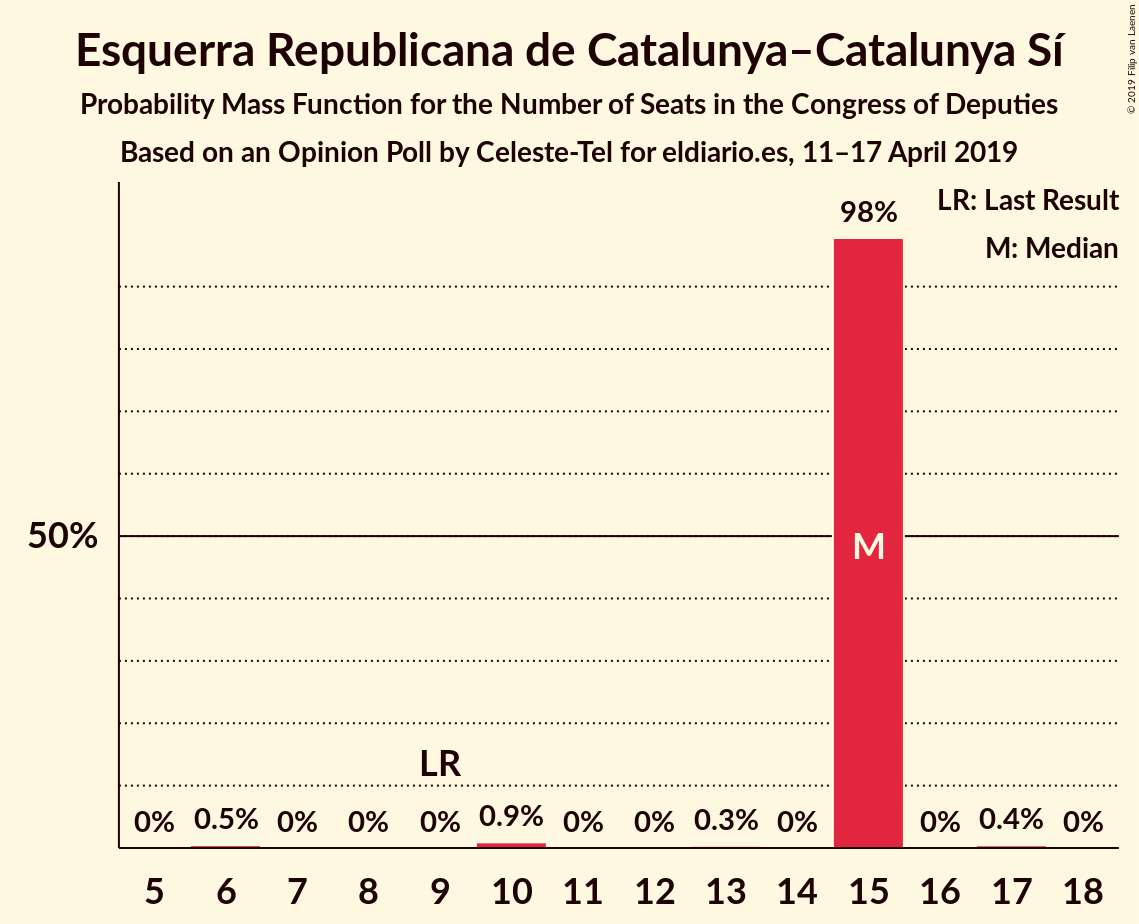 Esquerra Republicana de Catalunya–Catalunya Sí
Probability Mass Function for the Number of Seats in the Congress of Deputies
Based on an Opinion Poll by Celeste-Tel for eldiario.es, 11–17 April 2019
© 2019 Filip van Laenen
LR: Last Result
M: Median
98%
50%
M
LR
0% 0.5% 0% 0% 0% 0.9% 0% 0% 0.3% 0% 0% 0.4% 0%
5 6 7 8 9 10 11 12 13 14 15 16 17 18